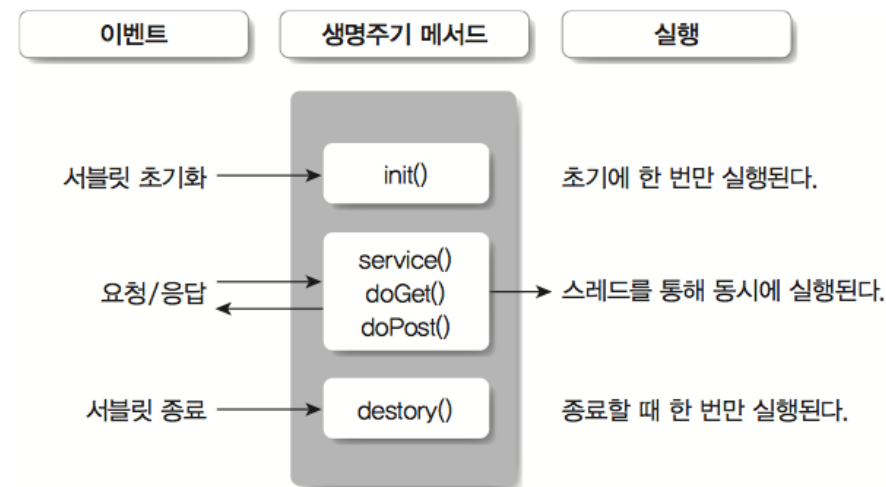 이벤트
생명주기 메서드
실행
서블릿 초기화
init()
초기에 한 번만 실행된다.
요청/응답
service()
doGet()
doPost()
스레드를 통해 동시에 실행된다.
서블릿 종료
destory()
종료할 때 한 번만 실행된다.